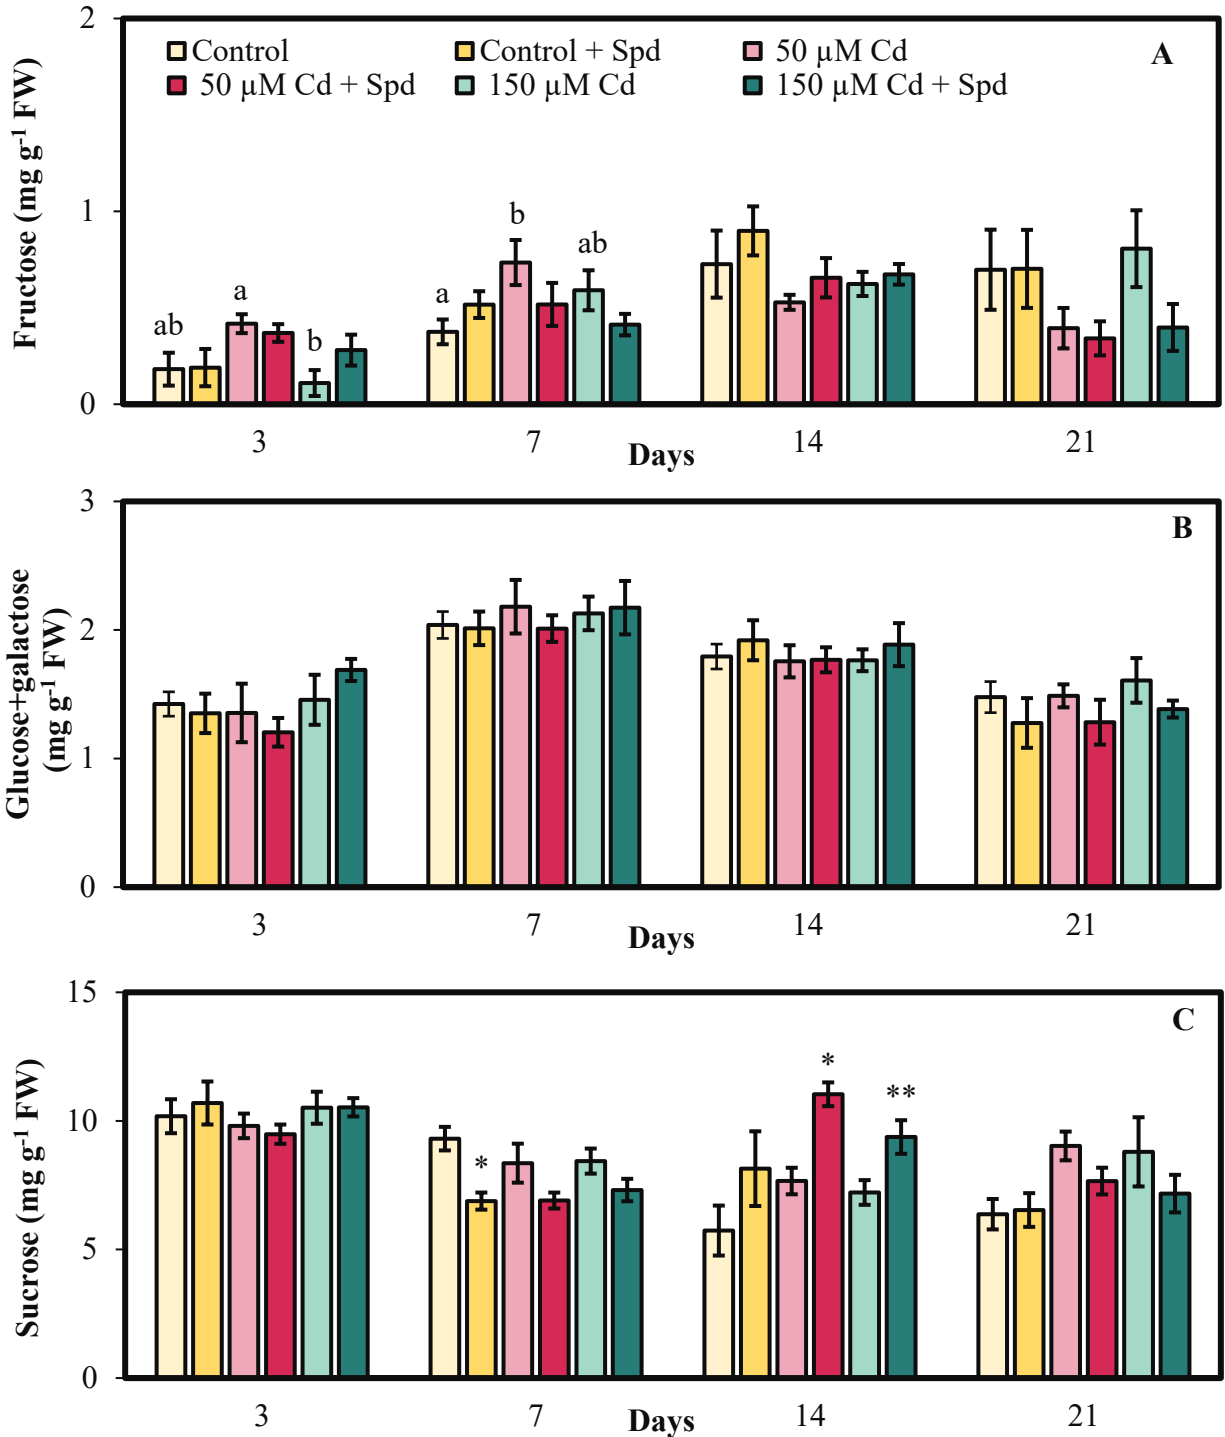 2
Control
Control + Spd
50 µM Cd
A
50 µM Cd + Spd
150 µM Cd
150 µM Cd + Spd
Fructose (mg g⁻¹ FW)
1
b
ab
a
a
ab
b
0
3
7
14
21
Days
3
B
Glucose+galactose
(mg g⁻¹ FW)
2
1
0
3
7
14
21
Days
15
C
Sucrose (mg g⁻¹ FW)
*
**
10
*
5
0
3
7
14
21
Days